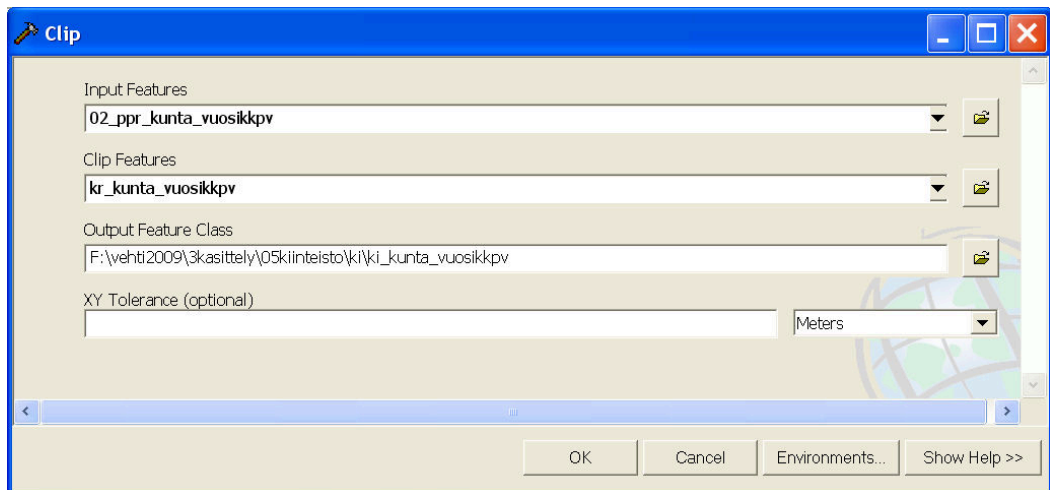 Clip
Input Features
02_ppr_kunta_vuosikkpv
Clip Features
kr_kunta_vuosikkpv
Output Feature Class
F:\vehti2009\3kasittely\05kiinteisto\ki\ki_kunta_vuosikkpv
XY Tolerance (optional)
Meters
OK Cancel Environments... Show Help >>